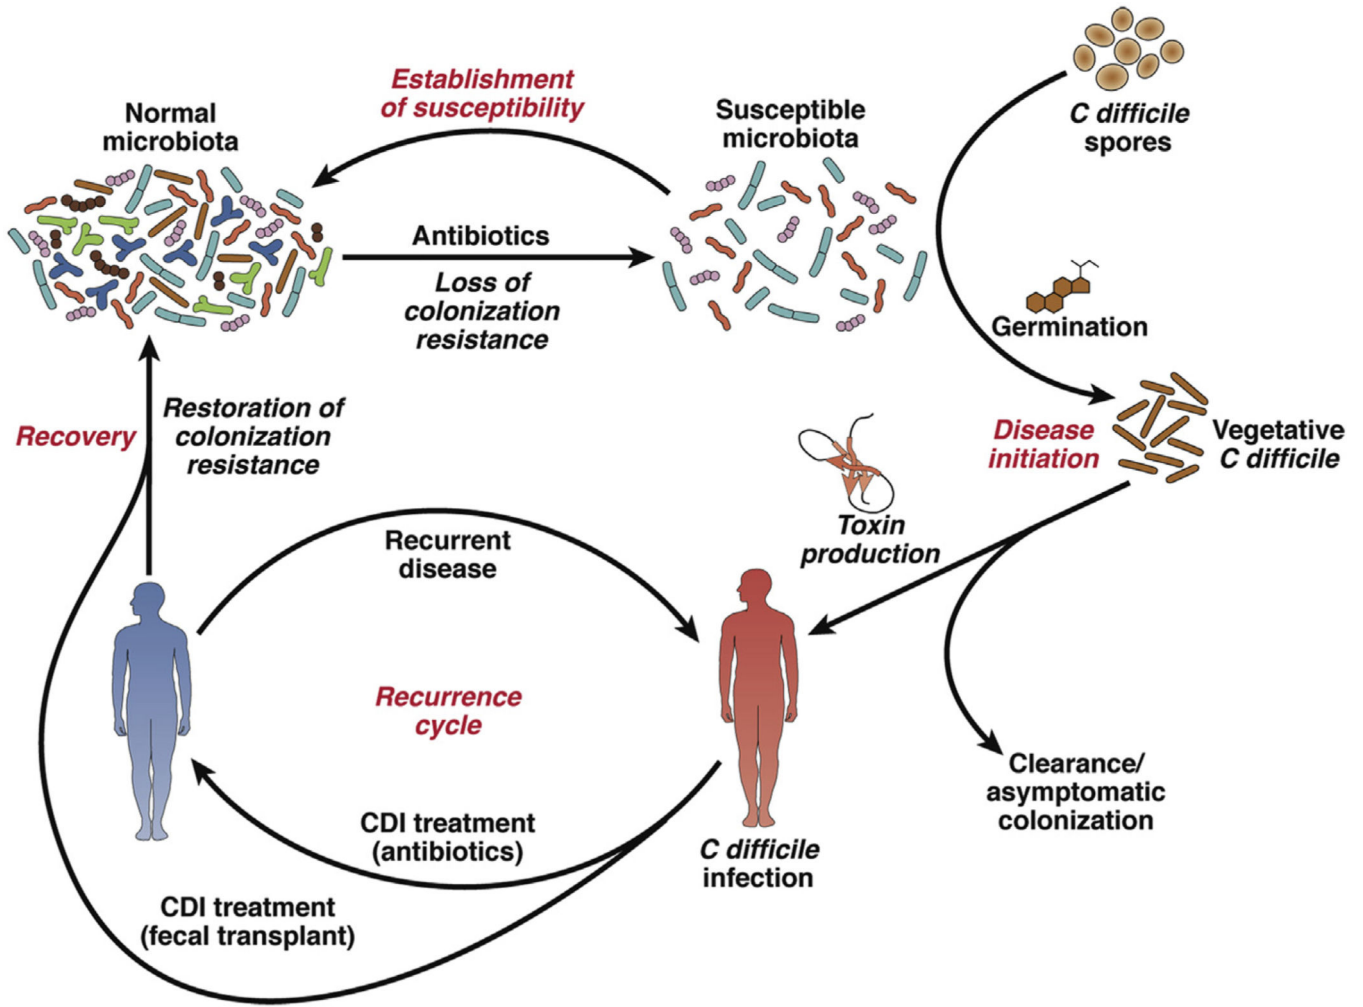 Establishment
of susceptibility
Normal
microbiota
Susceptible
microbiota
C difficile
spores
Antibiotics
Loss of
colonization
resistance
Germination
Recovery
Restoration of
colonization
resistance
Disease
initiation
Vegetative
C difficile
Toxin
production
Recurrent
disease
Recurrence
cycle
CDI treatment
(antibiotics)
C difficile
infection
Clearance/
asymptomatic
colonization
CDI treatment
(fecal transplant)